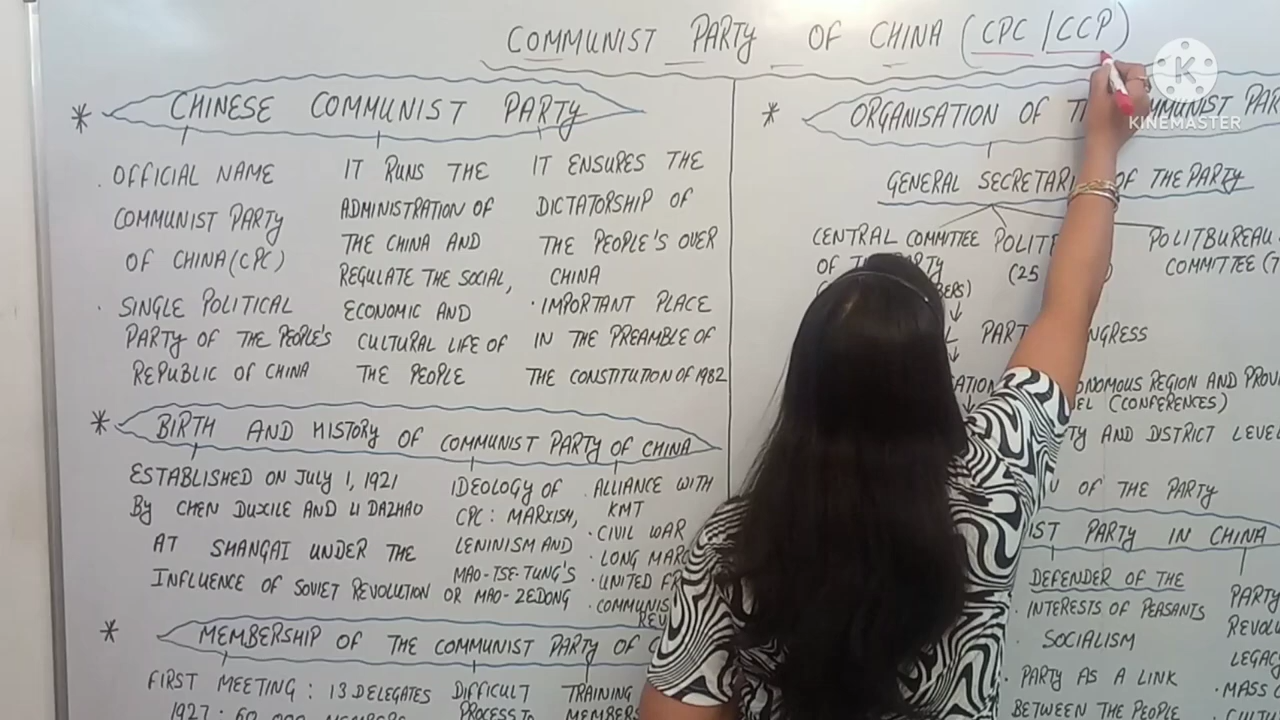 COMMUNIST PARTY OF CHINA (CPC/CCP)
KINEMASTER
* CHINESE COMMUNIST PARTY
. OFFICIAL NAME
COMMUNIST PARTY
OF CHINA (CPC)
. SINGLE POLITICAL
PARTY OF THE PEOPLE'S
REPUBLIC OF CHINA
IT RUNS THE
ADMINISTRATION OF
THE CHINA AND
REGULATE THE SOCIAL,
ECONOMIC AND
CULTURAL LIFE OF
THE PEOPLE
IT ENSURES THE
DICTATORSHIP OF
THE PEOPLE'S OVER
CHINA
. IMPORTANT PLACE
IN THE PREAMBLE OF
THE CONSTITUTION OF 1982
* BIRTH AND HISTORY OF COMMUNIST PARTY OF CHINA
ESTABLISHED ON JULY 1, 1921
By CHEN DUXILE AND LI DAZHAO
AT SHANGAI UNDER THE
INFLUENCE OF SOVIET REVOLUTION
IDEOLOGY OF
CPC: MARXISM,
LENINISM AND
MAO-TSE-TUNG'S
OR MAO-ZEDONG
. ALLIANCE WITH
KMT
. CIVIL WAR
. LONG
. UNITED
* MEMBERSHIP OF THE COMMUNIST PARTY OF
FIRST MEETING : 13 DELEGATES
DIFFICULT
PROCESS TO
TRAINING
* ORGANISATION OF PAR
GENERAL OF THE PARTY
CENTRAL COMMITTEE
OF
(25
POLITBUREAU
COMMITTEE
AND
(CONFERENCES)
AND DISTRICT LEVEL
OF THE PARTY
PARTY IN CHINA
DEFENDER OF THE
. INTERESTS OF PEASANTS
SOCIALISM
. PARTY AS A LINK
BETWEEN THE PEOPLE
PARTY